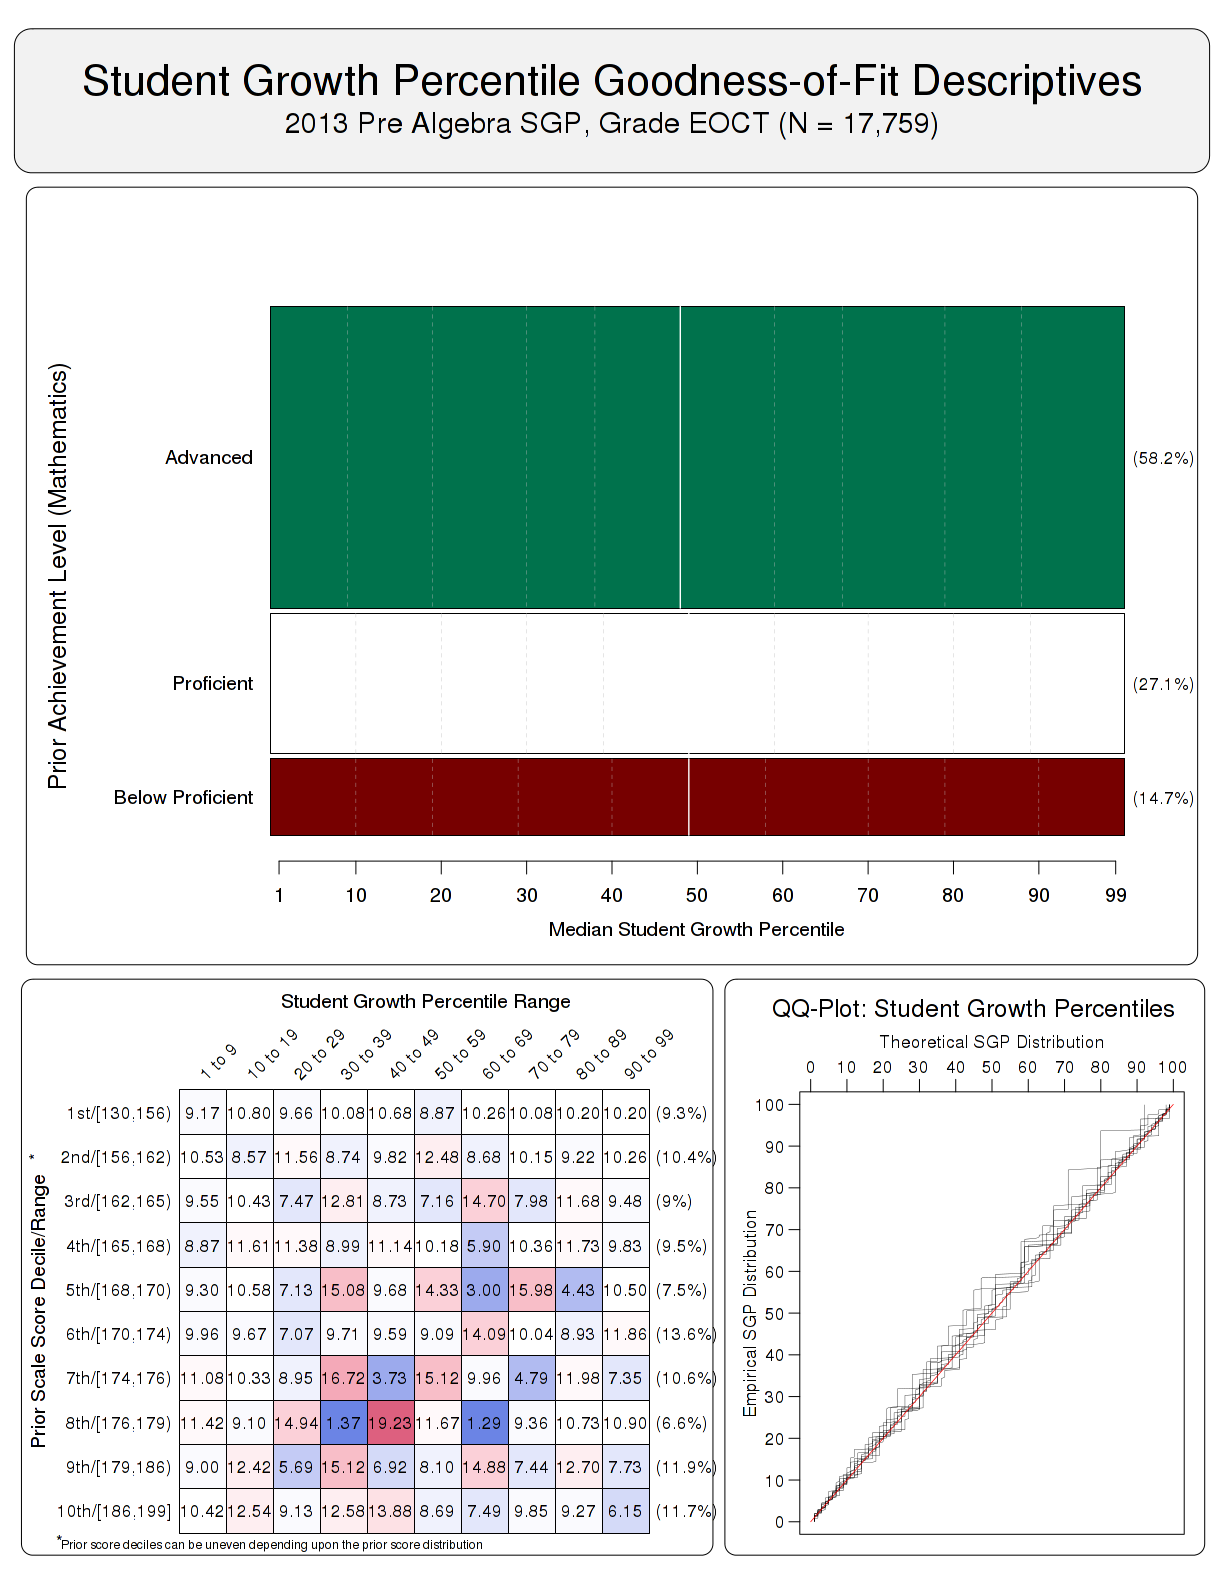 Student Growth Percentile Goodness-of-Fit Descriptives
2013 Pre Algebra SGP, Grade EOCT (N = 17,759)
Prior Achievement Level (Mathematics)
Advanced
(58.2%)
Proficient
(27.1%)
Below Proficient
(14.7%)
1 10 20 30 40 50 60 70 80 90 99
Median Student Growth Percentile
Student Growth Percentile Range
1 to 9 10 to 19 20 to 29 30 to 39 40 to 49 50 to 59 60 to 69 70 to 79 80 to 89 90 to 99
Prior Scale Score Decile/Range *
1st/[130,156) 9.17 10.80 9.66 10.08 10.68 8.87 10.26 10.08 10.20 10.20 (9.3%)
2nd/[156,162) 10.53 8.57 11.56 8.74 9.82 12.48 8.68 10.15 9.22 10.26 (10.4%)
3rd/[162,165) 9.55 10.43 7.47 12.81 8.73 7.16 14.70 7.98 11.68 9.48 (9%)
4th/[165,168) 8.87 11.61 11.38 8.99 11.14 10.18 5.90 10.36 11.73 9.83 (9.5%)
5th/[168,170) 9.30 10.58 7.13 15.08 9.68 14.33 3.00 15.98 4.43 10.50 (7.5%)
6th/[170,174) 9.96 9.67 7.07 9.71 9.59 9.09 14.09 10.04 8.93 11.86 (13.6%)
7th/[174,176) 11.08 10.33 8.95 16.72 3.73 15.12 9.96 4.79 11.98 7.35 (10.6%)
8th/[176,179) 11.42 9.10 14.94 1.37 19.23 11.67 1.29 9.36 10.73 10.90 (6.6%)
9th/[179,186) 9.00 12.42 5.69 15.12 6.92 8.10 14.88 7.44 12.70 7.73 (11.9%)
10th/[186,199] 10.42 12.54 9.13 12.58 13.88 8.69 7.49 9.85 9.27 6.15 (11.7%)
*Prior score deciles can be uneven depending upon the prior score distribution
QQ-Plot: Student Growth Percentiles
Theoretical SGP Distribution
0 10 20 30 40 50 60 70 80 90 100
Empirical SGP Distribution
100
90
80
70
60
50
40
30
20
10
0